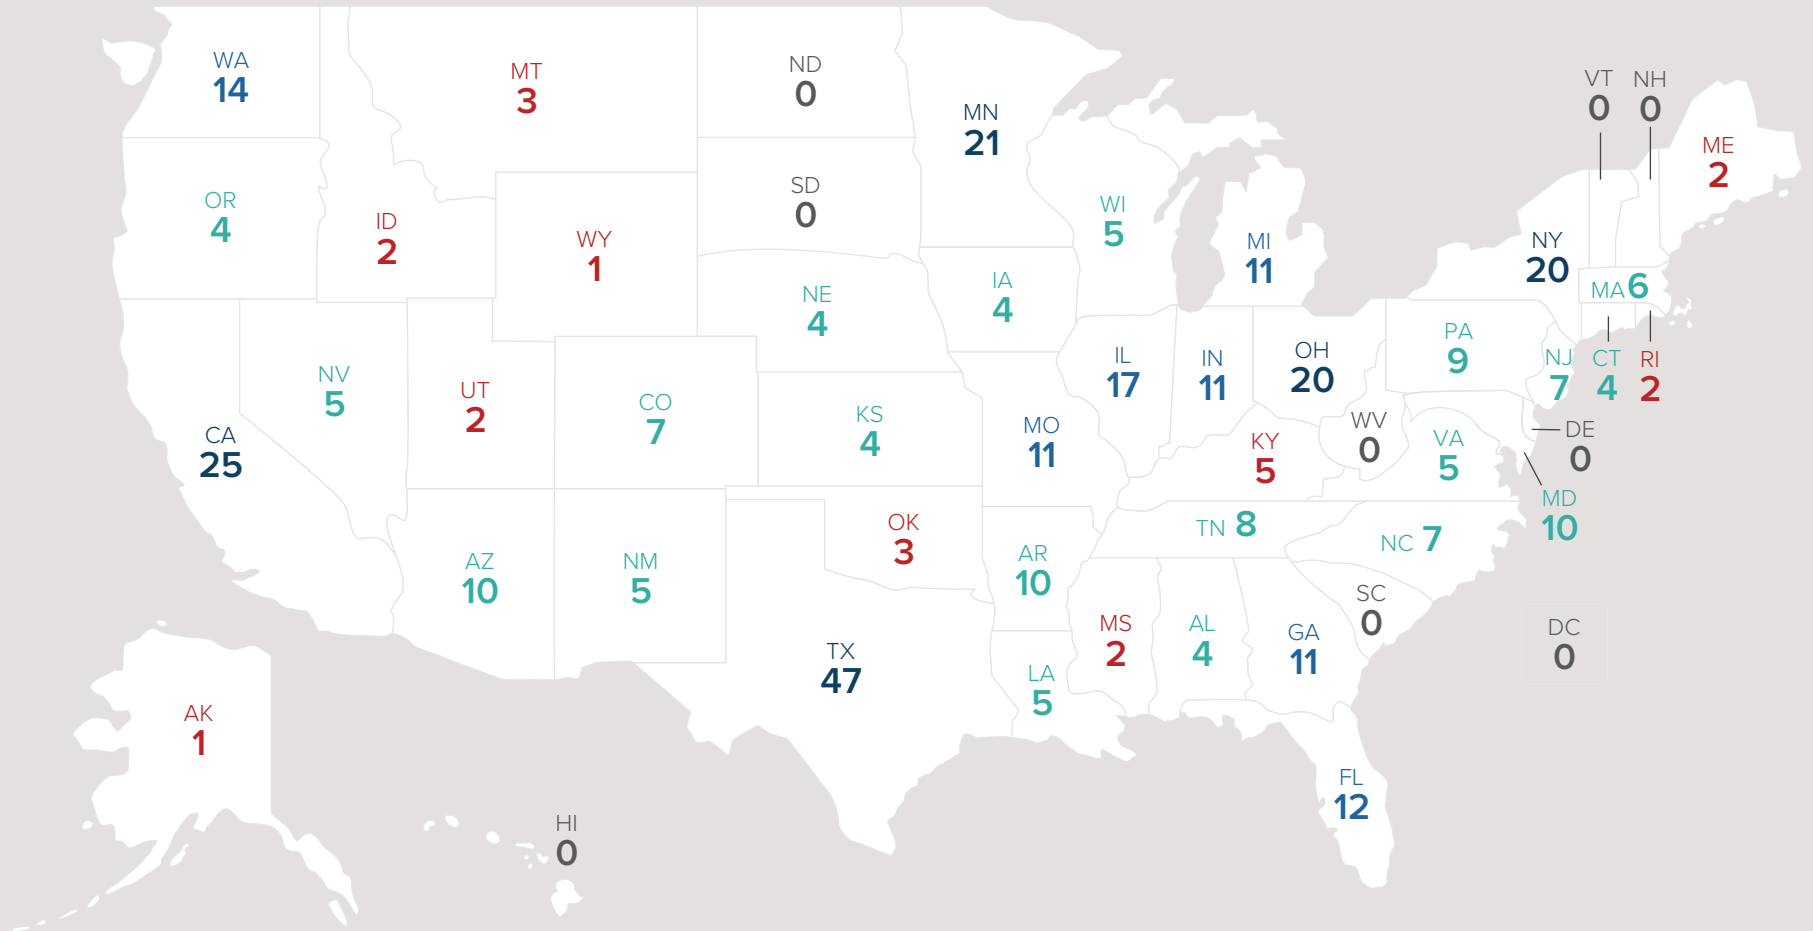 WA
14
MT
3
ND
0
MN
21
VT
0
NH
0
ME
2
OR
4
ID
2
WY
1
SD
0
WI
5
MI
11
NY
20
MA 6
NE
4
IA
4
IL
17
IN
11
OH
20
PA
9
NJ
7
CT
4
RI
2
NV
5
UT
2
CO
7
KS
4
MO
11
KY
5
WV
0
VA
5
DE
0
CA
25
MD
10
AZ
10
NM
5
OK
3
AR
10
TN 8
NC 7
SC
0
MS
2
AL
4
GA
11
DC
0
TX
47
LA
5
AK
1
FL
12
HI
0